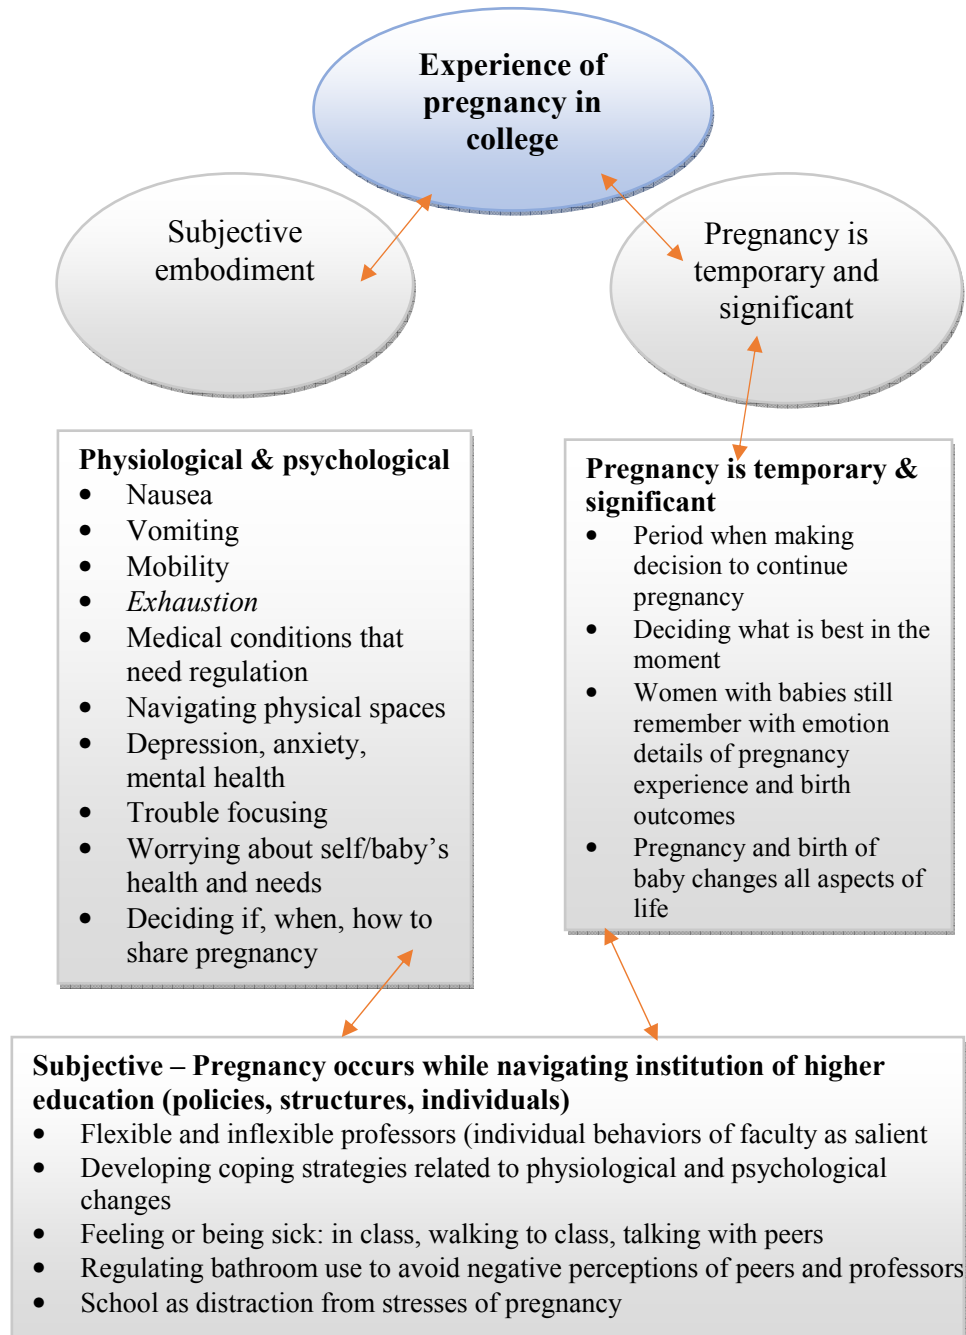 Experience of
pregnancy in
college
Subjective
embodiment
Pregnancy is
temporary and
significant
Physiological & psychological
• Nausea
• Vomiting
• Mobility
• Exhaustion
• Medical conditions that
need regulation
• Navigating physical spaces
• Depression, anxiety,
mental health
• Trouble focusing
• Worrying about self/baby's
health and needs
• Deciding if, when, how to
share pregnancy
Pregnancy is temporary &
significant
• Period when making
decision to continue
pregnancy
• Deciding what is best in the
moment
• Women with babies still
remember with emotion
details of pregnancy
experience and birth
outcomes
• Pregnancy and birth of
baby changes all aspects of
life
Subjective – Pregnancy occurs while navigating institution of higher
education (policies, structures, individuals)
• Flexible and inflexible professors (individual behaviors of faculty as salient
• Developing coping strategies related to physiological and psychological
changes
• Feeling or being sick: in class, walking to class, talking with peers
• Regulating bathroom use to avoid negative perceptions of peers and professors
• School as distraction from stresses of pregnancy